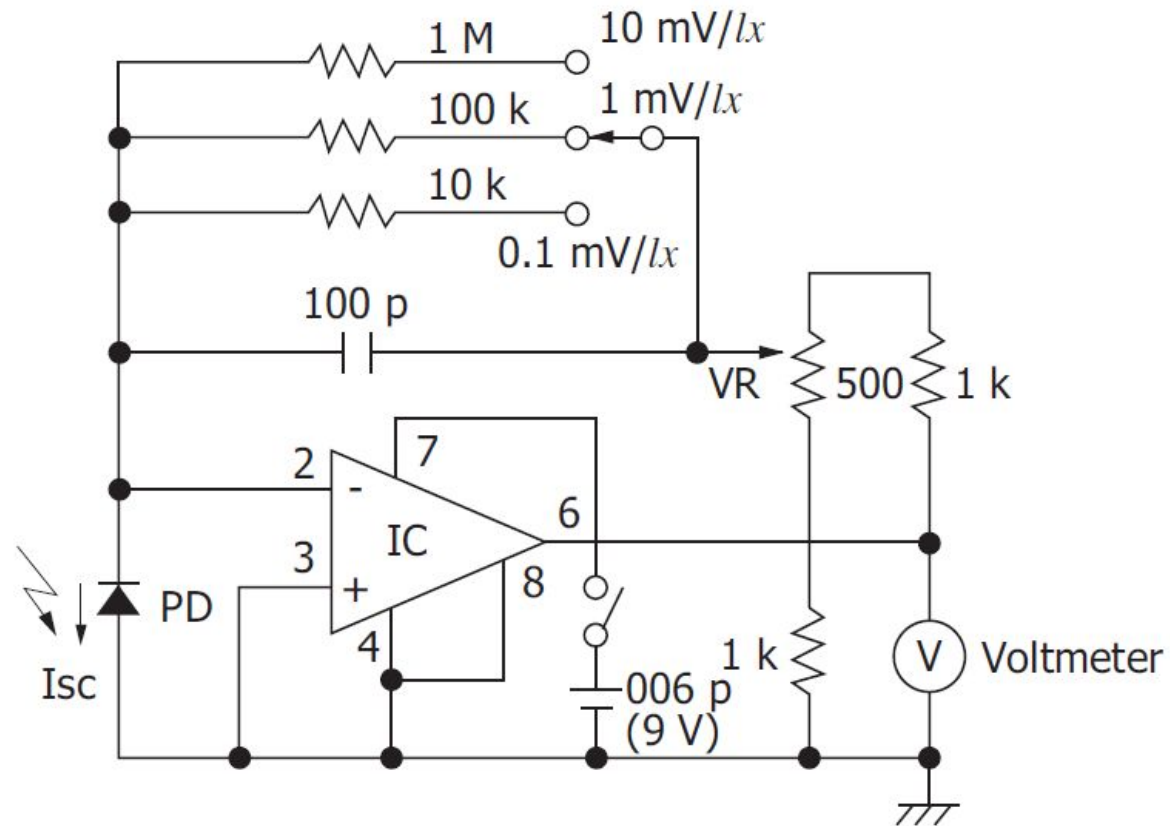 1 M
10 mV/lx
100 k
1 mV/lx
10 k
0.1 mV/lx
100 p
VR
500
1 k
2
7
-
IC
6
3
+
8
PD
4
Isc
1 k
006 p
(9 V)
V
Voltmeter